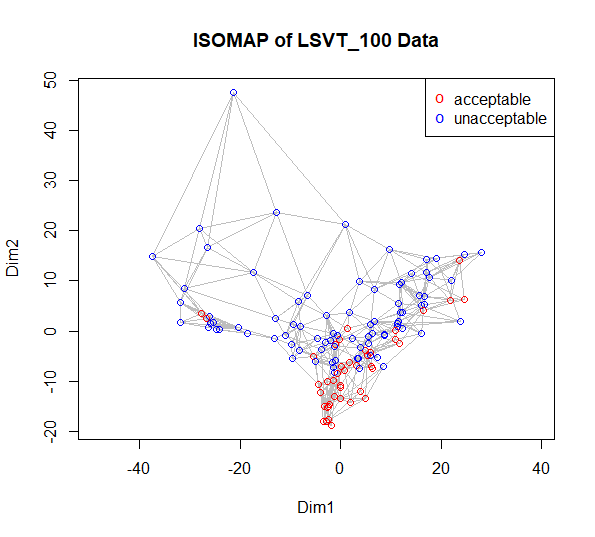 ISOMAP of LSVT_100 Data
acceptable
unacceptable
50
40
30
20
10
0
-10
-20
Dim2
-40
-20
0
20
40
Dim1